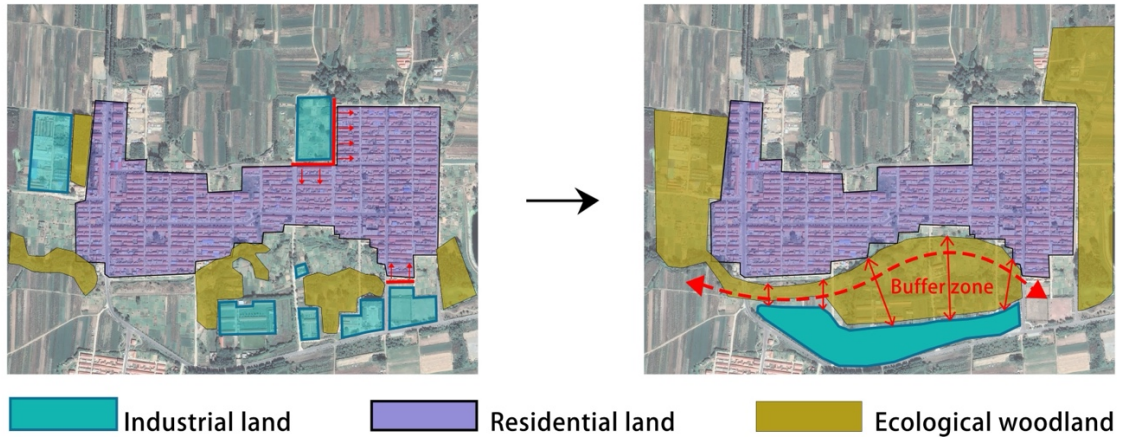 Buffer zone
Industrial land
Residential land
Ecological woodland